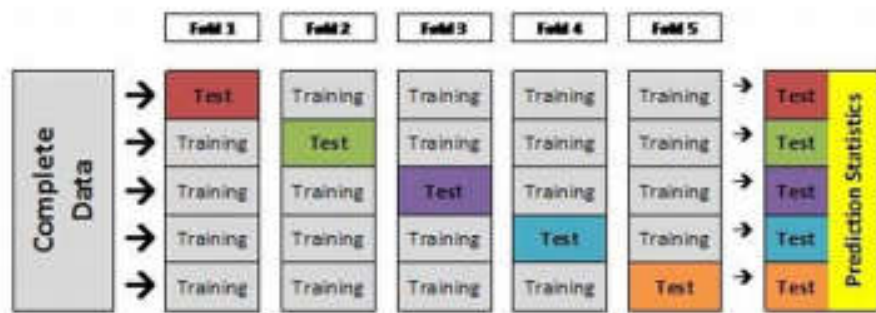 Fold 1 Fold 2 Fold 3 Fold 4 Fold 5
Complete
Data
Test Training Training Training Training Test
Training Test Training Training Training Test
Training Training Test Training Training Test
Training Training Training Test Training Test
Training Training Training Training Test Test
Prediction Statistics